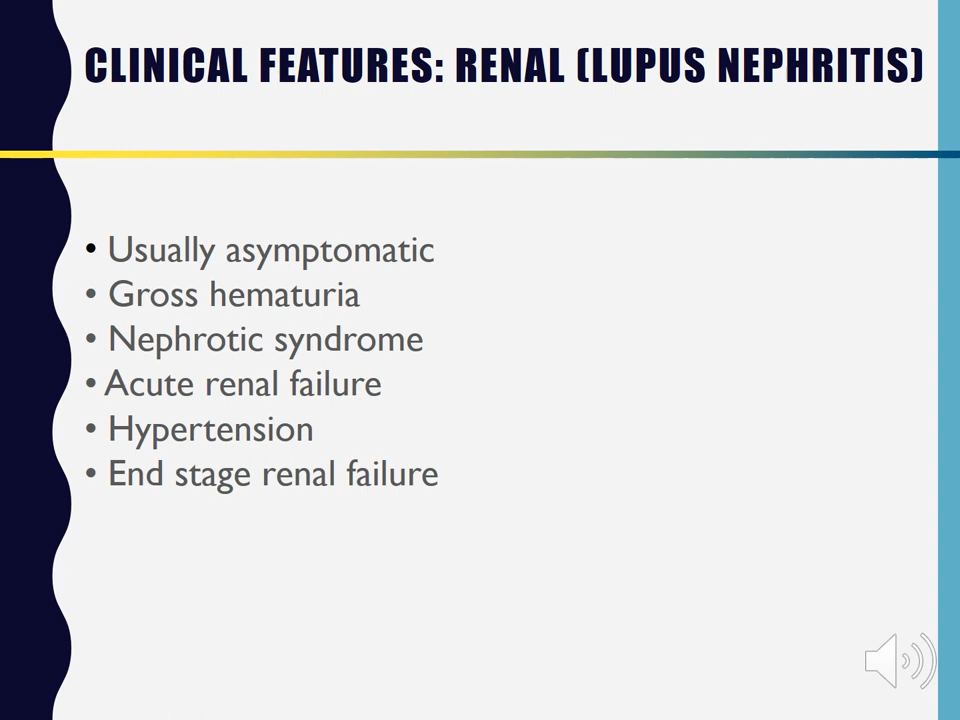 CLINICAL FEATURES: RENAL (LUPUS NEPHRITIS)
• Usually asymptomatic
• Gross hematuria
• Nephrotic syndrome
• Acute renal failure
• Hypertension
• End stage renal failure